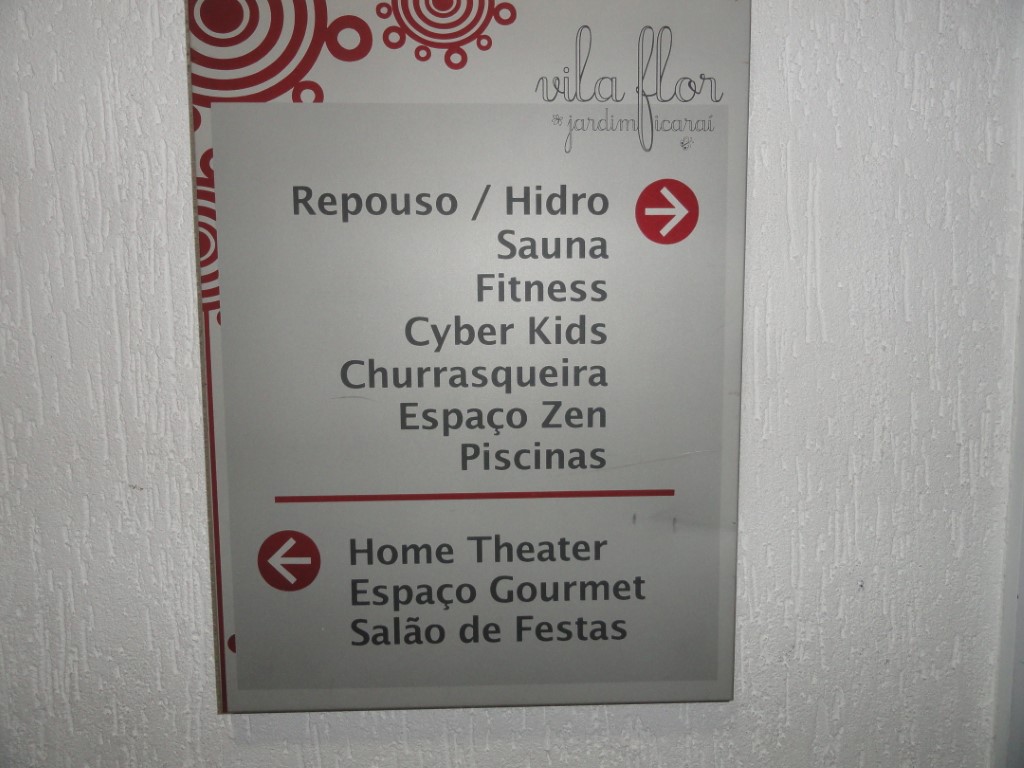 vila flor
jardim icaraí
Repouso / Hidro
Sauna
Fitness
Cyber Kids
Churrasqueira
Espaço Zen
Piscinas
Home Theater
Espaço Gourmet
Salão de Festas